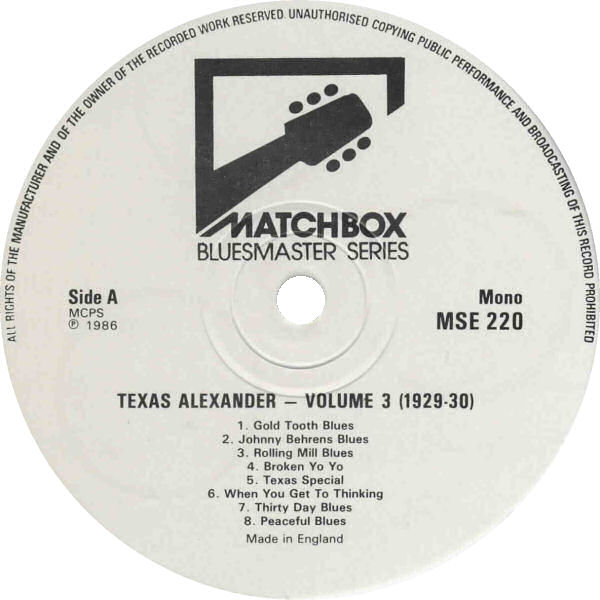 ALL RIGHTS OF THE MANUFACTURER AND OF THE OWNER OF THE RECORDED WORK RESERVED UNAUTHORISED COPYING PUBLIC PERFORMANCE AND BROADCASTING OF THIS RECORD PROHIBITED
MATCHBOX
BLUESMASTER SERIES
Side A
MCPS
℗ 1986
Mono
MSE 220
TEXAS ALEXANDER – VOLUME 3 (1929-30)
1. Gold Tooth Blues
2. Johnny Behrens Blues
3. Rolling Mill Blues
4. Broken Yo Yo
5. Texas Special
6. When You Get To Thinking
7. Thirty Day Blues
8. Peaceful Blues
Made in England